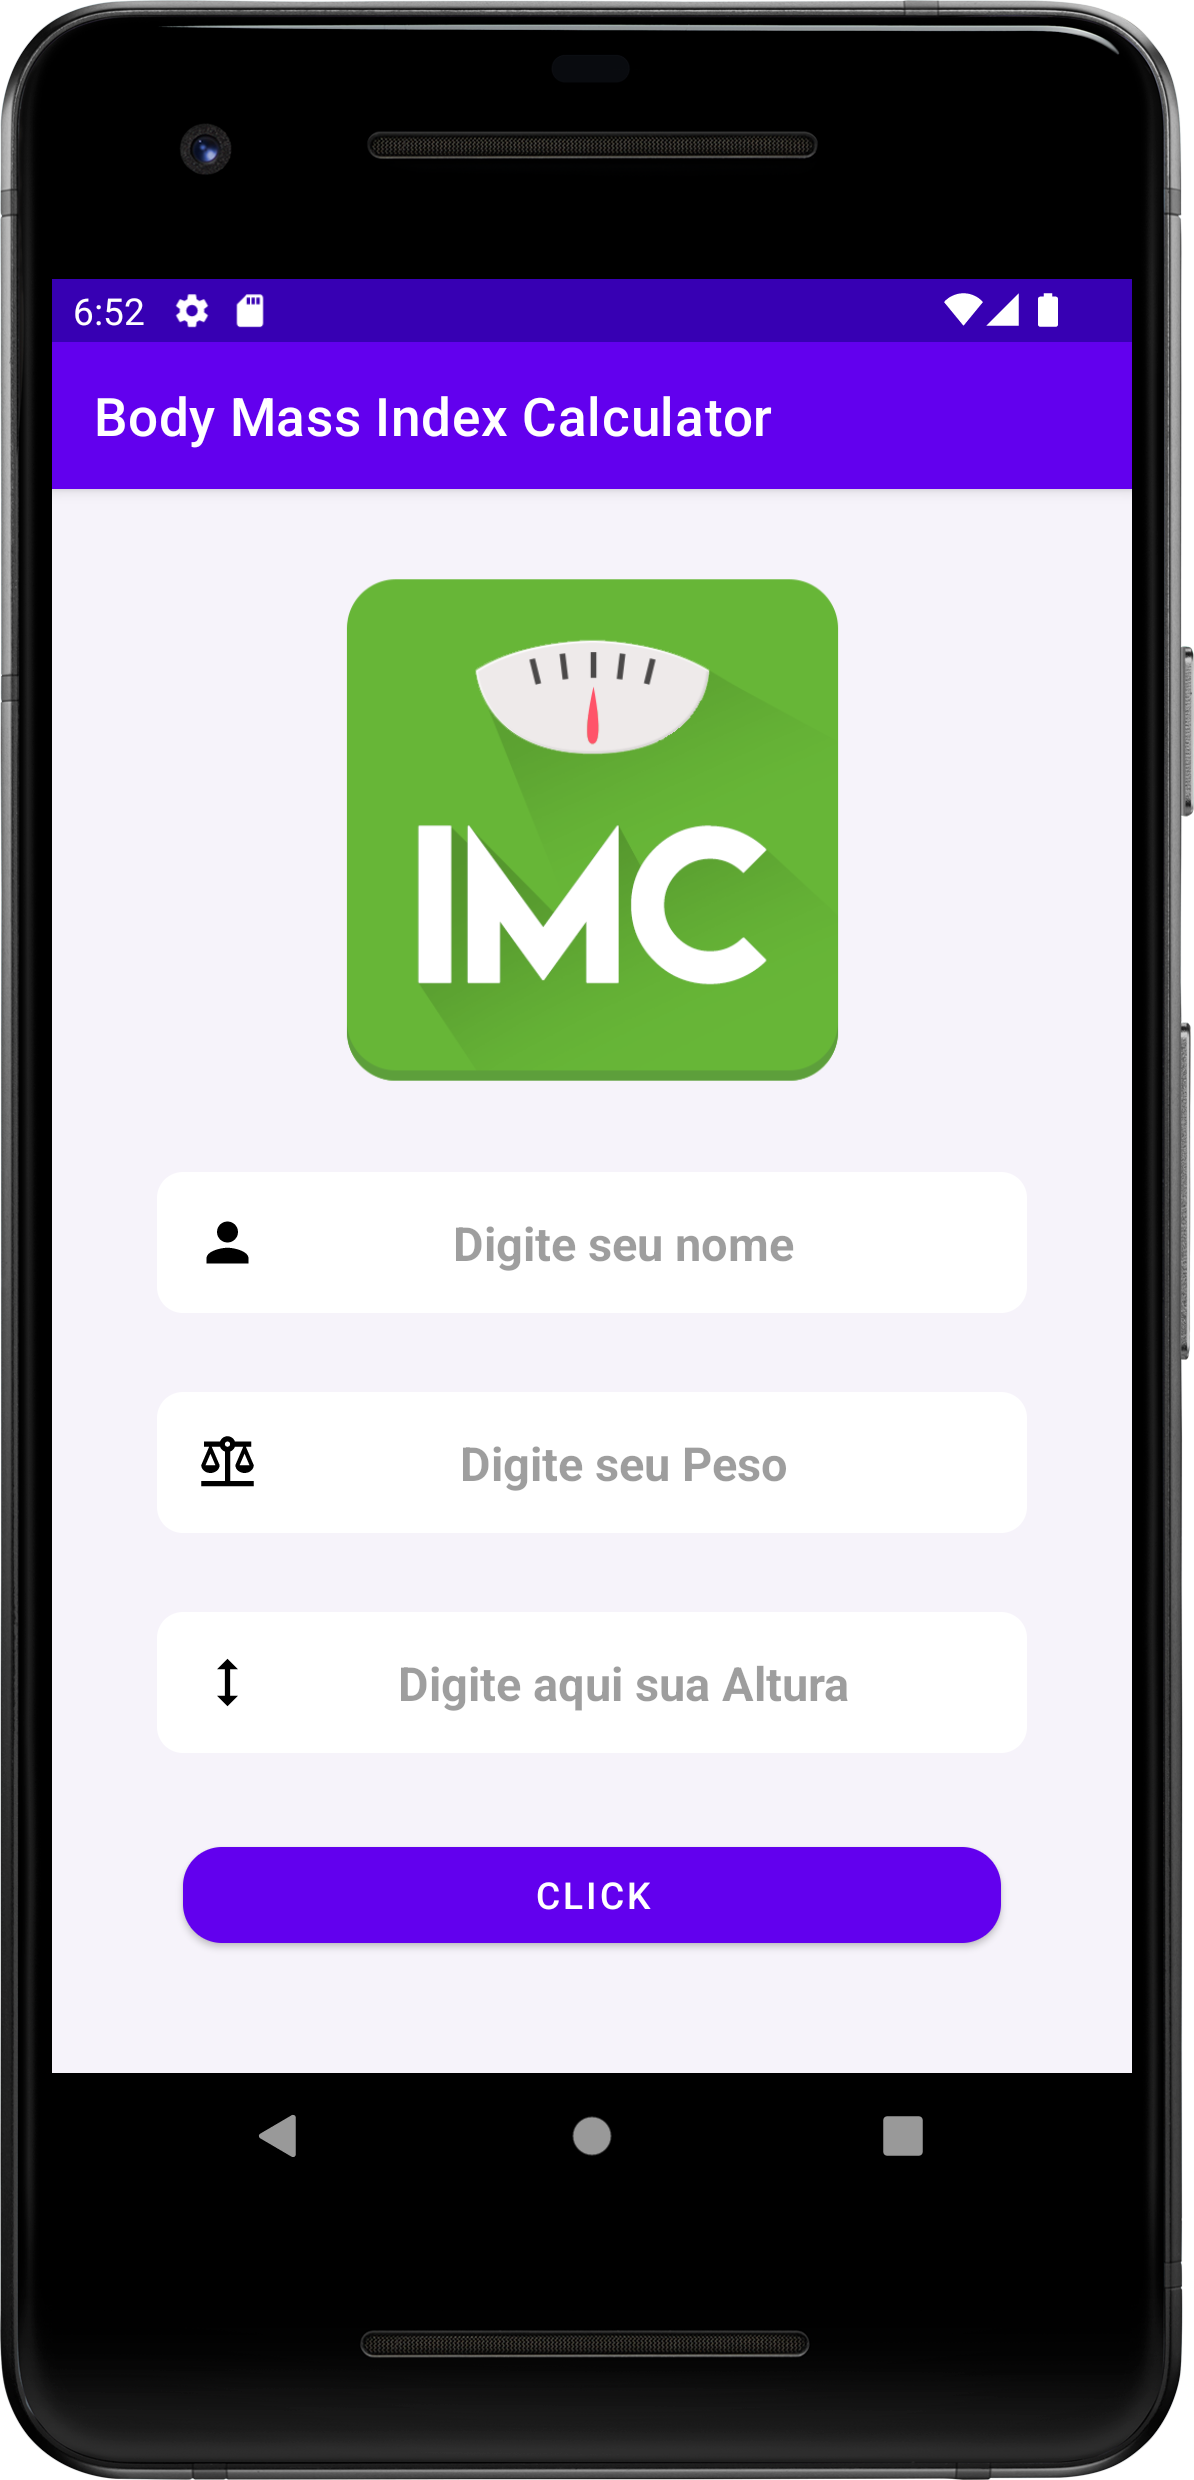 6:52
Body Mass Index Calculator
IMC
Digite seu nome
Digite seu Peso
Digite aqui sua Altura
CLICK